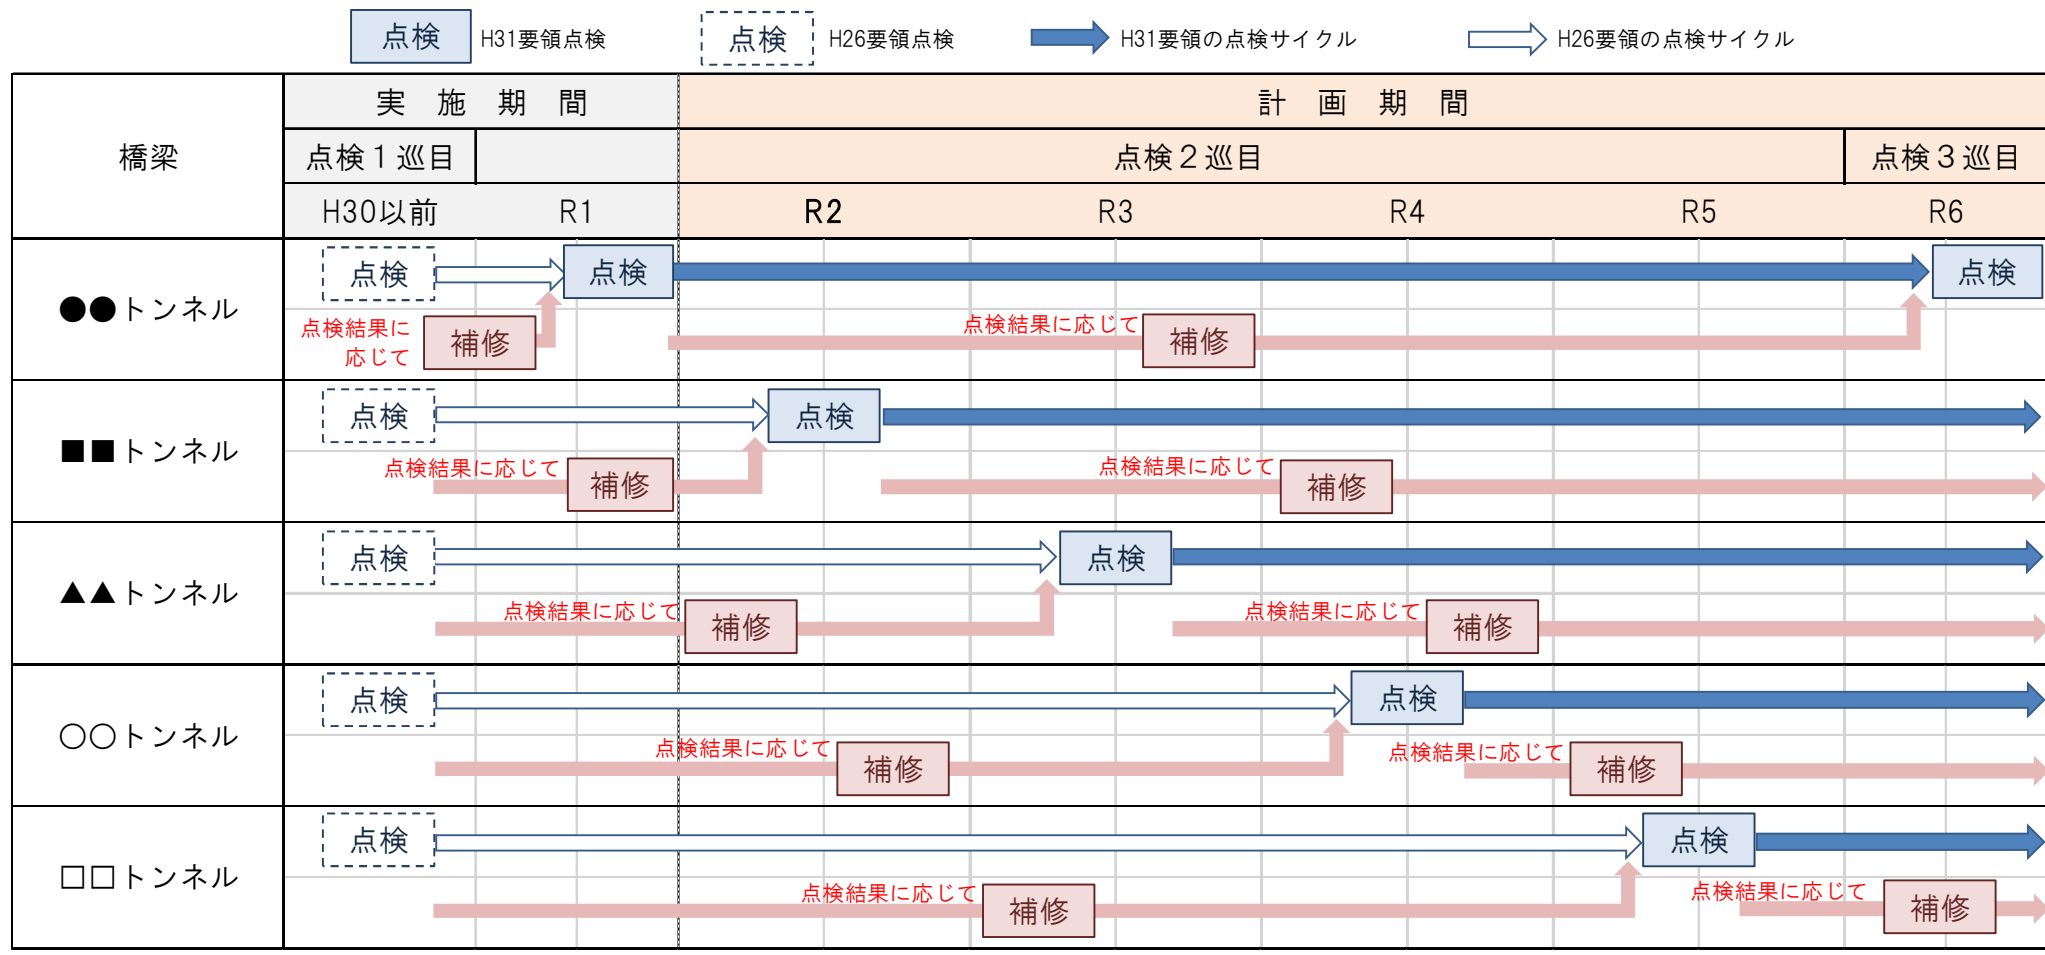 点検 H31要領点検 点検 H26要領点検 H31要領の点検サイクル H26要領の点検サイクル
橋梁 実施期間 計画期間
点検１巡目 点検２巡目 点検３巡目
H30以前 R1 R2 R3 R4 R5 R6
●●トンネル
点検 点検 点検
点検結果に
応じて
補修
点検結果に応じて
補修
■■トンネル
点検 点検
点検結果に応じて
補修
点検結果に応じて
補修
▲▲トンネル
点検 点検
点検結果に応じて
補修
点検結果に応じて
補修
○○トンネル
点検 点検
点検結果に応じて
補修
点検結果に応じて
補修
□□トンネル
点検 点検
点検結果に応じて
補修
点検結果に応じて
補修